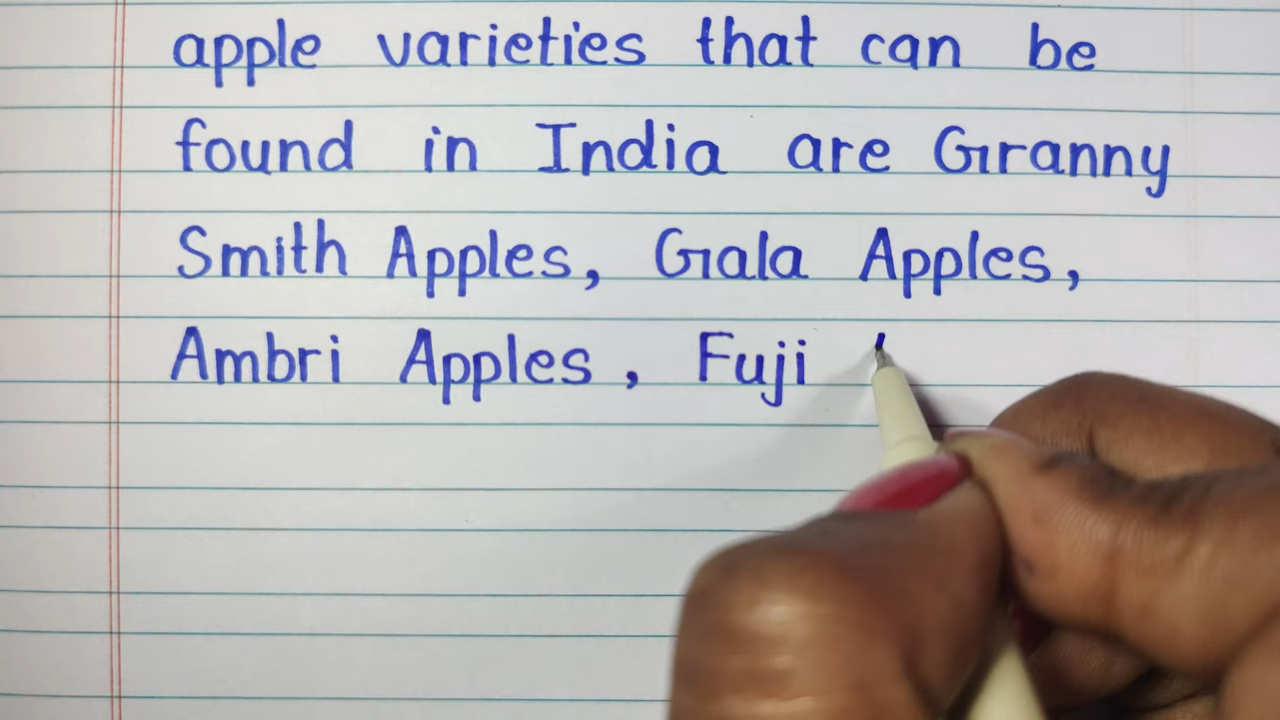 apple varieties that can be
found in India are Granny
Smith Apples, Gala Apples,
Ambri Apples, Fuji